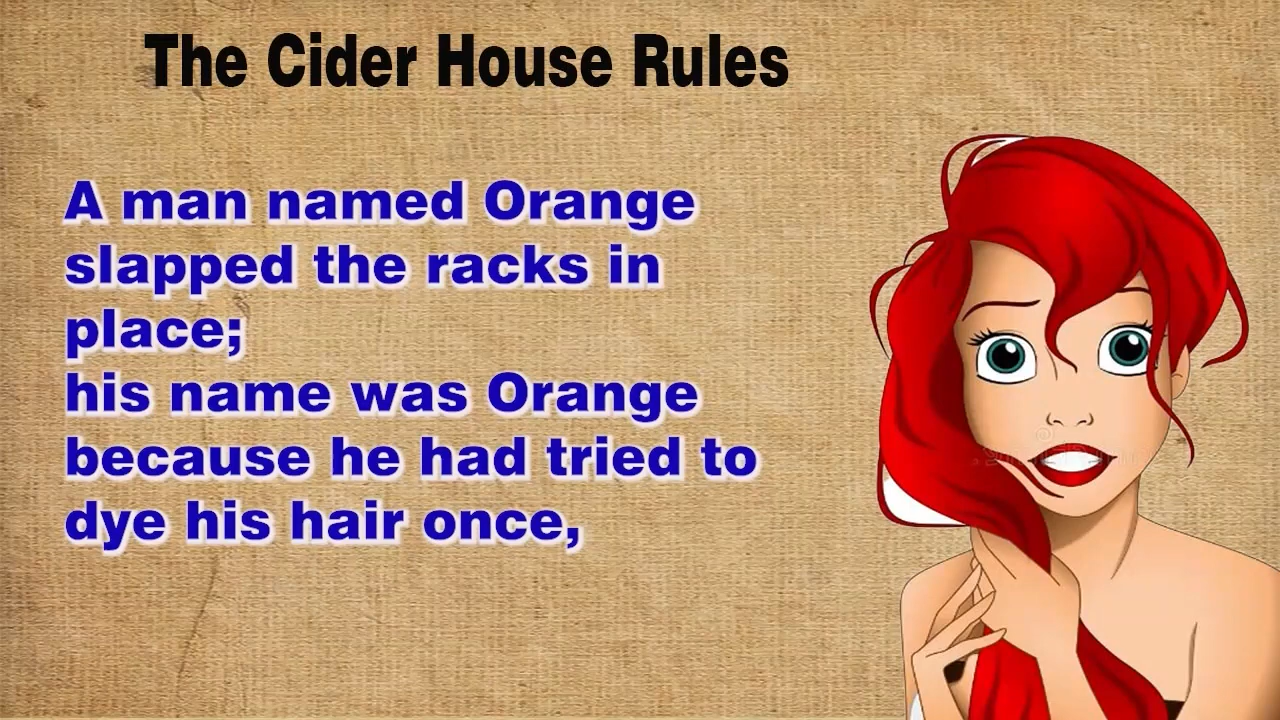 The Cider House Rules
A man named Orange
slapped the racks in
place;
his name was Orange
because he had tried to
dye his hair once,